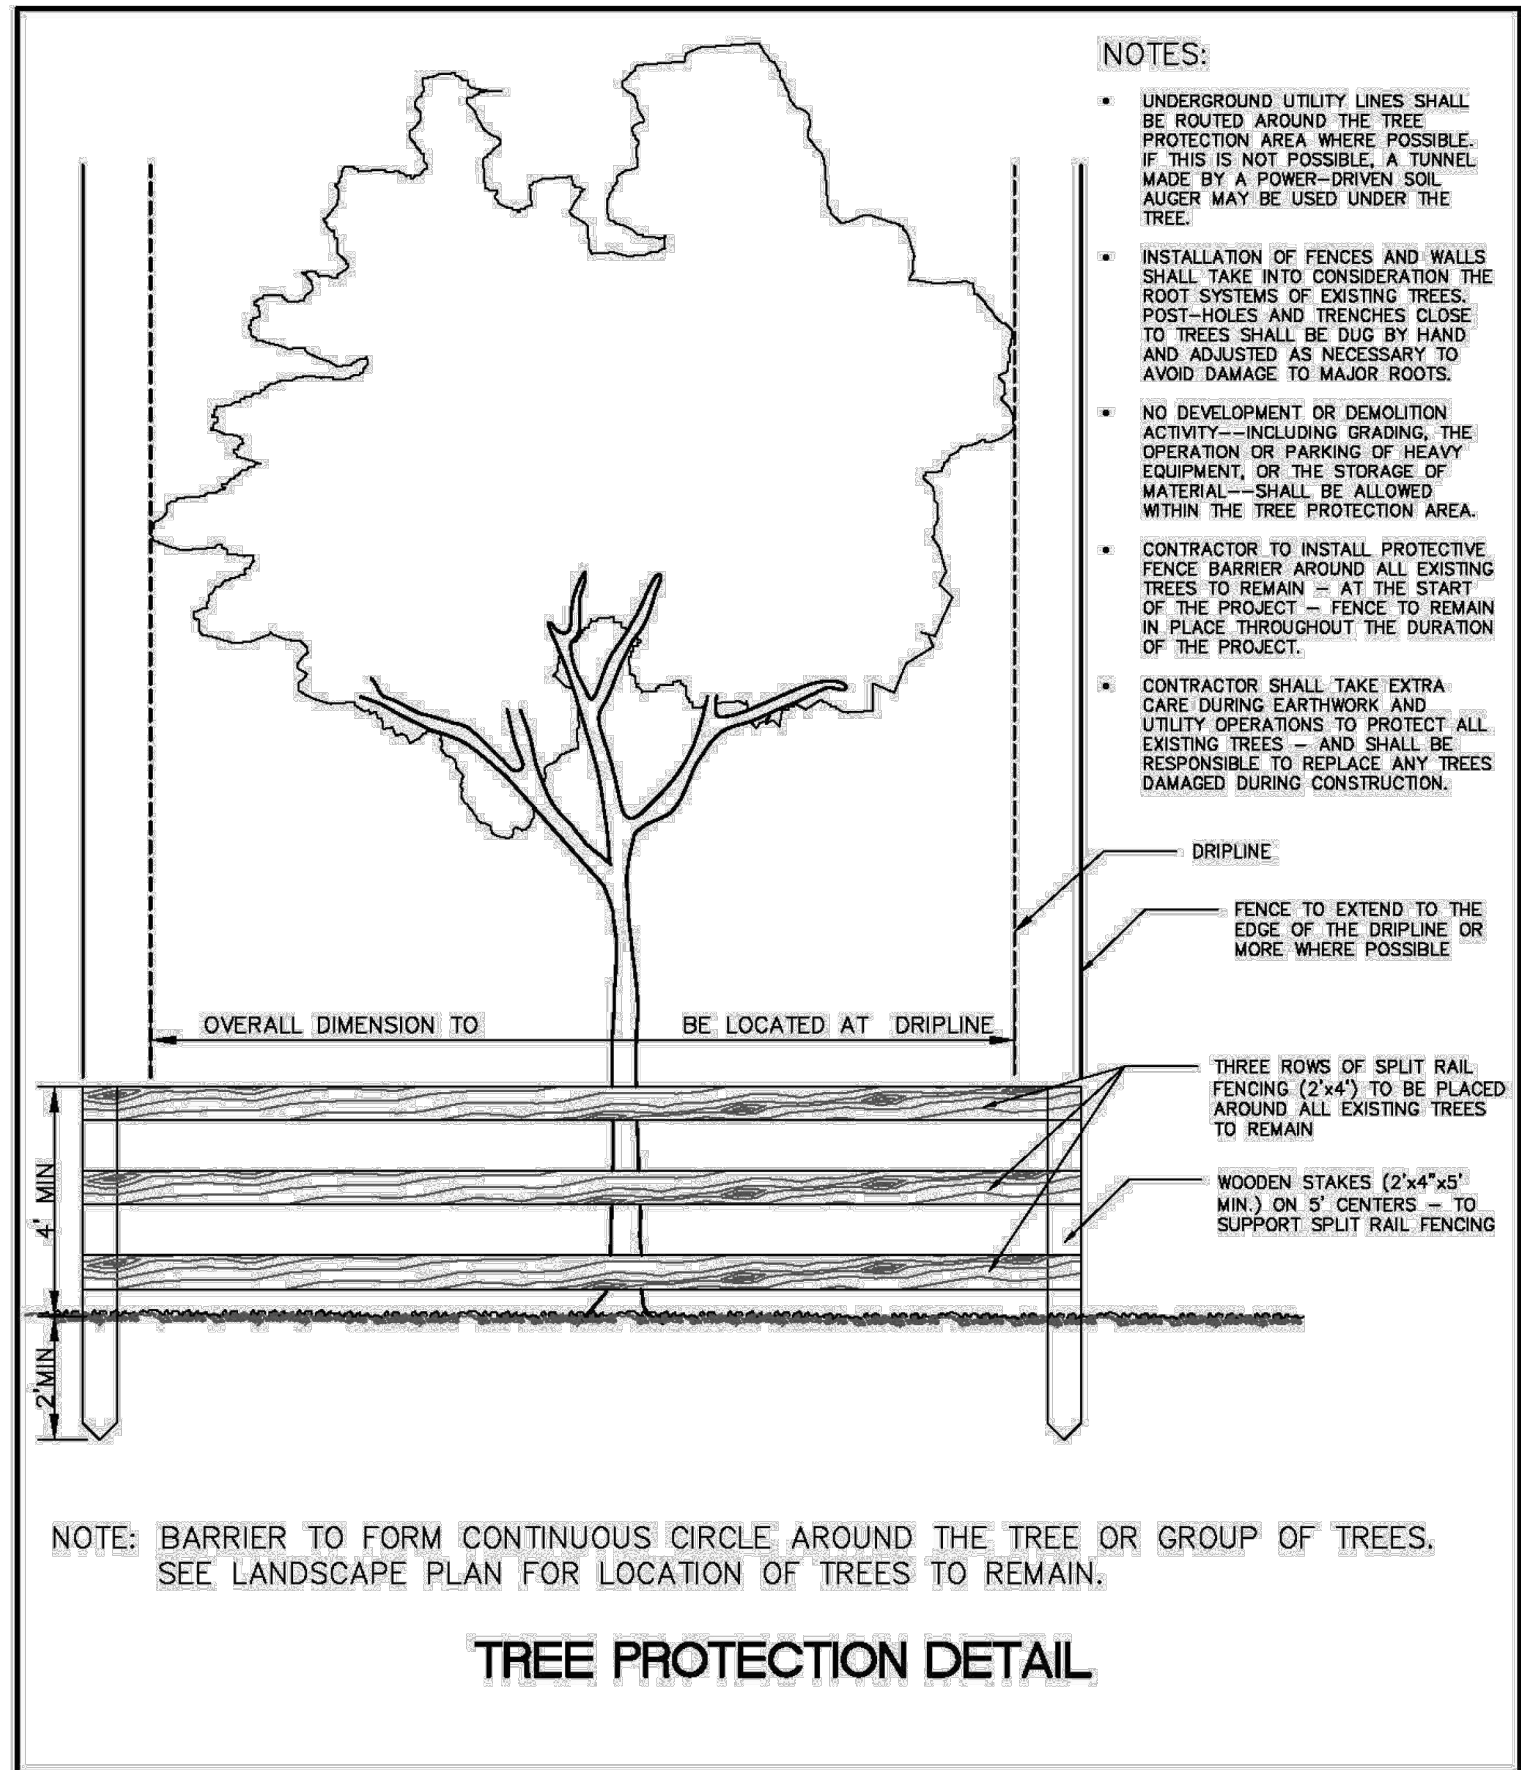 NOTES:
• UNDERGROUND UTILITY LINES SHALL
BE ROUTED AROUND THE TREE
PROTECTION AREA WHERE POSSIBLE.
IF THIS IS NOT POSSIBLE, A TUNNEL
MADE BY A POWER-DRIVEN SOIL
AUGER MAY BE USED UNDER THE
TREE.
• INSTALLATION OF FENCES AND WALLS
SHALL TAKE INTO CONSIDERATION THE
ROOT SYSTEMS OF EXISTING TREES.
POST-HOLES AND TRENCHES CLOSE
TO TREES SHALL BE DUG BY HAND
AND ADJUSTED AS NECESSARY TO
AVOID DAMAGE TO MAJOR ROOTS.
• NO DEVELOPMENT OR DEMOLITION
ACTIVITY--INCLUDING GRADING, THE
OPERATION OR PARKING OF HEAVY
EQUIPMENT, OR THE STORAGE OF
MATERIAL--SHALL BE ALLOWED
WITHIN THE TREE PROTECTION AREA.
• CONTRACTOR TO INSTALL PROTECTIVE
FENCE BARRIER AROUND ALL EXISTING
TREES TO REMAIN - AT THE START
OF THE PROJECT - FENCE TO REMAIN
IN PLACE THROUGHOUT THE DURATION
OF THE PROJECT.
• CONTRACTOR SHALL TAKE EXTRA
CARE DURING EARTHWORK AND
UTILITY OPERATIONS TO PROTECT ALL
EXISTING TREES - AND SHALL BE
RESPONSIBLE TO REPLACE ANY TREES
DAMAGED DURING CONSTRUCTION.
DRIPLINE
FENCE TO EXTEND TO THE
EDGE OF THE DRIPLINE OR
MORE WHERE POSSIBLE
OVERALL DIMENSION TO BE LOCATED AT DRIPLINE
THREE ROWS OF SPLIT RAIL
FENCING (2'x4') TO BE PLACED
AROUND ALL EXISTING TREES
TO REMAIN
WOODEN STAKES (2'x4"x5'
MIN.) ON 5' CENTERS - TO
SUPPORT SPLIT RAIL FENCING
4' MIN
2'MIN
NOTE: BARRIER TO FORM CONTINUOUS CIRCLE AROUND THE TREE OR GROUP OF TREES.
SEE LANDSCAPE PLAN FOR LOCATION OF TREES TO REMAIN.
TREE PROTECTION DETAIL